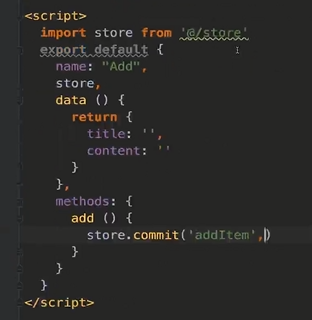 <script>
import store from '@/store'
export default {
name: "Add",
store,
data () {
return {
title: '',
content: ''
}
},
methods: {
add () {
store.commit('addItem',)
}
}
}
</script>